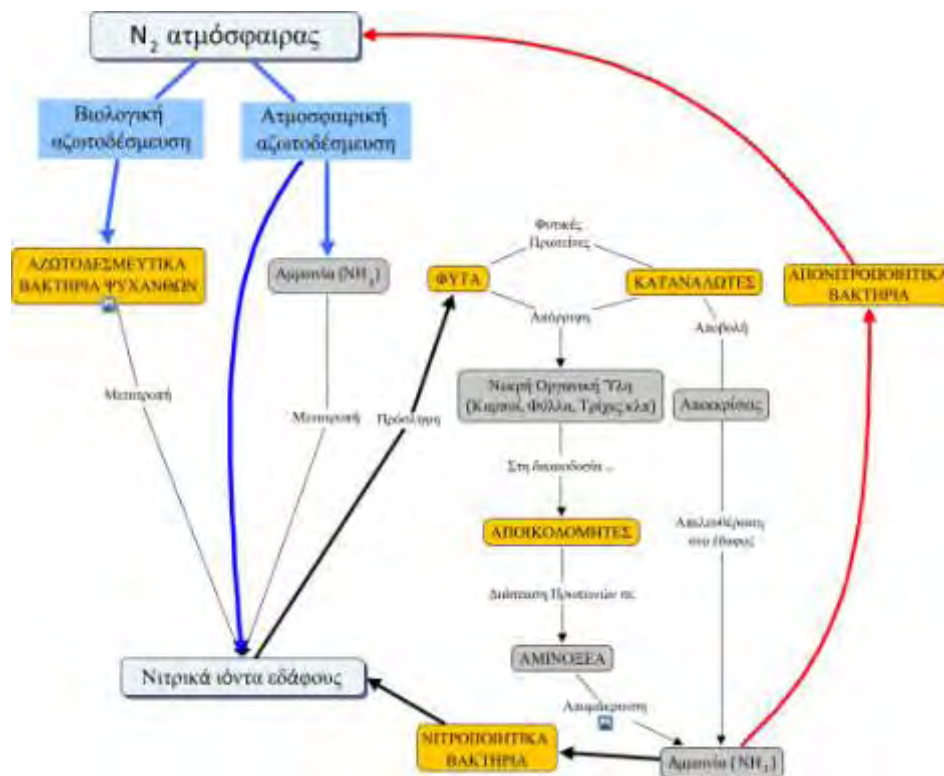 N₂ ατμόσφαιρας
Βιολογική
αζωτοδέσμευση
Ατμοσφαιρική
αζωτοδέσμευση
ΑΖΩΤΟΔΕΣΜΕΥΤΙΚΑ
ΒΑΚΤΗΡΙΑ ΨΥΧΑΝΘΩΝ
Αμμωνία (NH₃)
Φυτικές
Πρωτεΐνες
ΦΥΤΑ
ΚΑΤΑΝΑΛΩΤΕΣ
ΑΠΟΝΙΤΡΟΠΟΙΗΤΙΚΑ
ΒΑΚΤΗΡΙΑ
Απόρριψη
Αποβολή
Νεκρή Οργανική Ύλη
(Καρποί, Φύλλα, Τρίχες κλπ)
Απεκκρίσεις
Μετατροπή
Μετατροπή
Πρόσληψη
Στη δικαιοδοσία ...
ΑΠΟΙΚΟΔΟΜΗΤΕΣ
Απελευθέρωση
στο έδαφος
Διάσπαση Πρωτεϊνών σε
ΑΜΙΝΟΞΕΑ
Νιτρικά ιόντα εδάφους
Απομάκρυνση
ΝΙΤΡΟΠΟΙΗΤΙΚΑ
ΒΑΚΤΗΡΙΑ
Αμμωνία (NH₃)